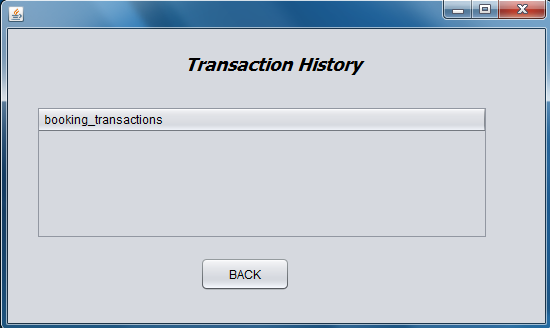 Transaction History
booking_transactions
BACK